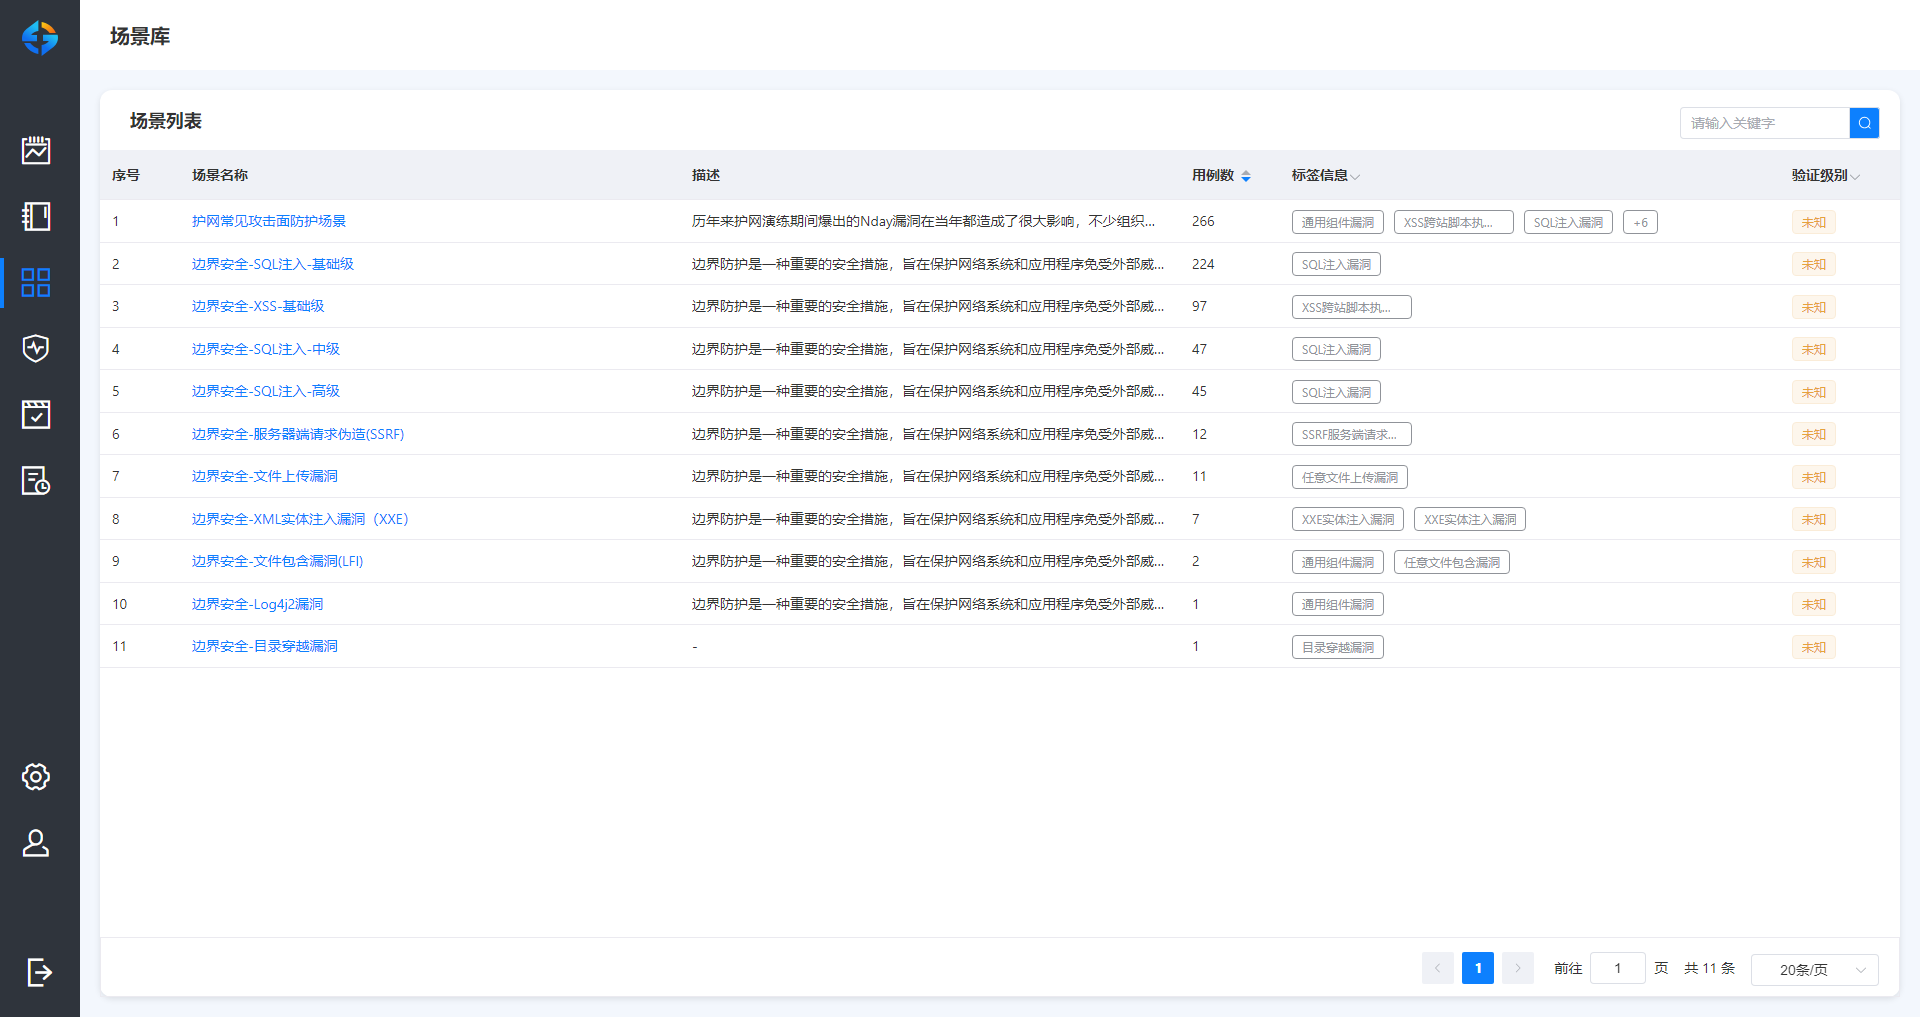 场景库
场景列表
请输入关键字
序号 场景名称 描述 用例数 标签信息 验证级别
1 护网常见攻击面防护场景 历年来护网演练期间爆出的Nday漏洞在当年都造成了很大影响，不少组织... 266 通用组件漏洞 XSS跨站脚本执... SQL注入漏洞 +6 未知
2 边界安全-SQL注入-基础级 边界防护是一种重要的安全措施，旨在保护网络系统和应用程序免受外部威... 224 SQL注入漏洞 未知
3 边界安全-XSS-基础级 边界防护是一种重要的安全措施，旨在保护网络系统和应用程序免受外部威... 97 XSS跨站脚本执... 未知
4 边界安全-SQL注入-中级 边界防护是一种重要的安全措施，旨在保护网络系统和应用程序免受外部威... 47 SQL注入漏洞 未知
5 边界安全-SQL注入-高级 边界防护是一种重要的安全措施，旨在保护网络系统和应用程序免受外部威... 45 SQL注入漏洞 未知
6 边界安全-服务器端请求伪造(SSRF) 边界防护是一种重要的安全措施，旨在保护网络系统和应用程序免受外部威... 12 SSRF服务端请求... 未知
7 边界安全-文件上传漏洞 边界防护是一种重要的安全措施，旨在保护网络系统和应用程序免受外部威... 11 任意文件上传漏洞 未知
8 边界安全-XML实体注入漏洞（XXE） 边界防护是一种重要的安全措施，旨在保护网络系统和应用程序免受外部威... 7 XXE实体注入漏洞 XXE实体注入漏洞 未知
9 边界安全-文件包含漏洞(LFI) 边界防护是一种重要的安全措施，旨在保护网络系统和应用程序免受外部威... 2 通用组件漏洞 任意文件包含漏洞 未知
10 边界安全-Log4j2漏洞 边界防护是一种重要的安全措施，旨在保护网络系统和应用程序免受外部威... 1 通用组件漏洞 未知
11 边界安全-目录穿越漏洞 - 1 目录穿越漏洞 未知
1 前往 1 页 共 11 条 20条/页